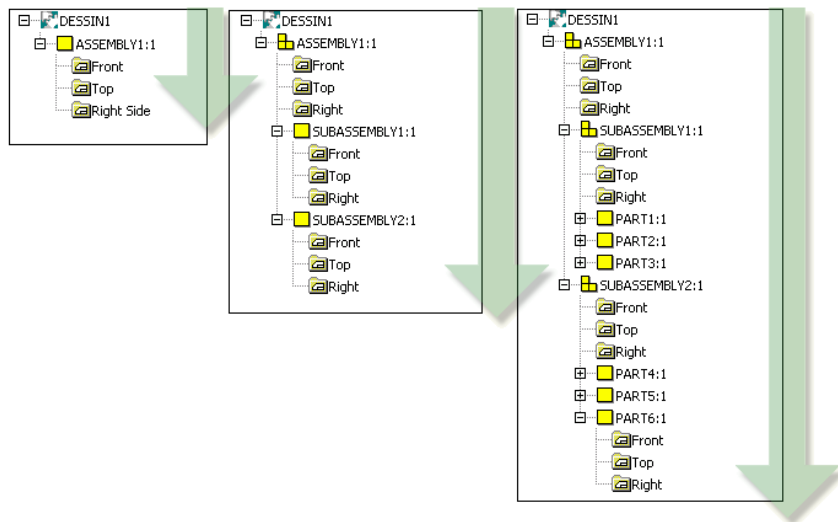 DESSIN1
ASSEMBLY1:1
Front
Top
Right Side
DESSIN1
ASSEMBLY1:1
Front
Top
Right
SUBASSEMBLY1:1
Front
Top
Right
SUBASSEMBLY2:1
Front
Top
Right
DESSIN1
ASSEMBLY1:1
Front
Top
Right
SUBASSEMBLY1:1
Front
Top
Right
PART1:1
PART2:1
PART3:1
SUBASSEMBLY2:1
Front
Top
Right
PART4:1
PART5:1
PART6:1
Front
Top
Right